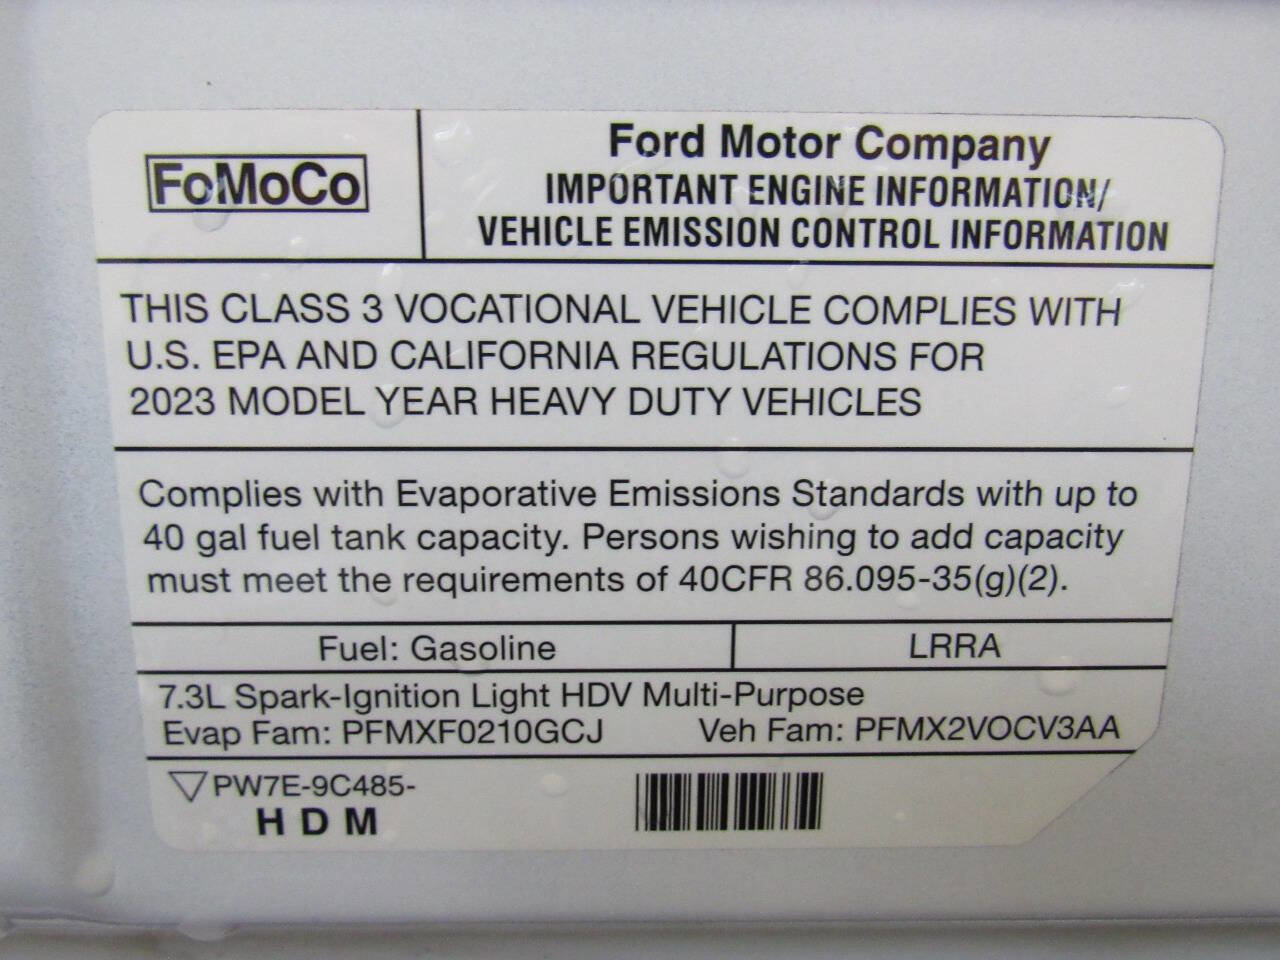 FoMoCo
Ford Motor Company
IMPORTANT ENGINE INFORMATION/
VEHICLE EMISSION CONTROL INFORMATION
THIS CLASS 3 VOCATIONAL VEHICLE COMPLIES WITH
U.S. EPA AND CALIFORNIA REGULATIONS FOR
2023 MODEL YEAR HEAVY DUTY VEHICLES
Complies with Evaporative Emissions Standards with up to
40 gal fuel tank capacity. Persons wishing to add capacity
must meet the requirements of 40CFR 86.095-35(g)(2).
Fuel: Gasoline LRRA
7.3L Spark-Ignition Light HDV Multi-Purpose
Evap Fam: PFMXF0210GCJ Veh Fam: PFMX2VOCV3AA
PW7E-9C485-
HDM